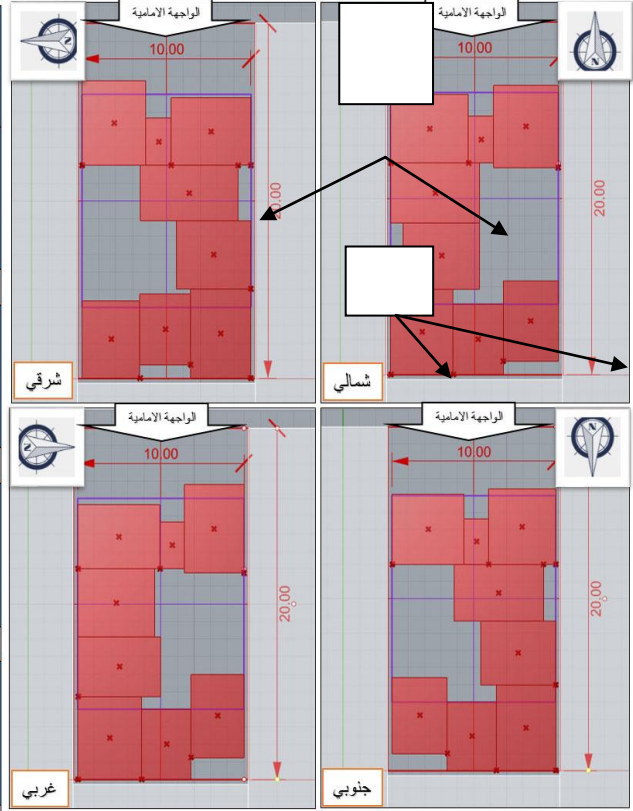 الواجهة الامامية
10.00
20.00
N
شرقي
الواجهة الامامية
10.00
20.00
N
شمالي
الواجهة الامامية
10.00
20.00
N
غربي
الواجهة الامامية
10.00
20.00
N
جنوبي